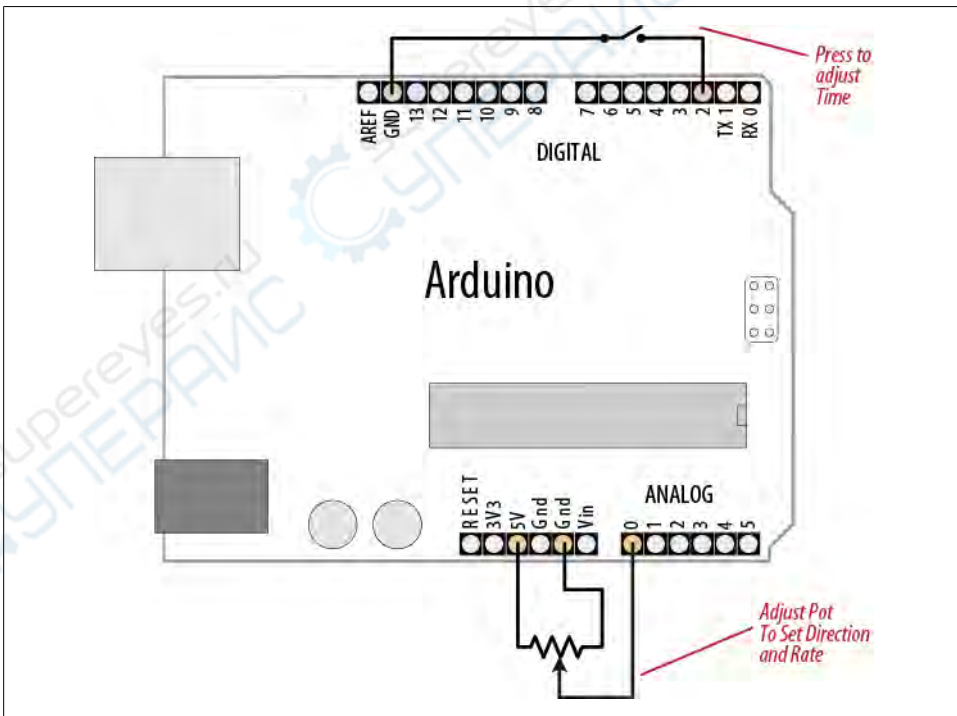 Press to
adjust
Time
AREF
GND
13
12
11
10
9
8
7
6
5
4
3
2
TX 1
RX 0
DIGITAL
Arduino
RESET
3V3
5V
Gnd
Gnd
Vin
ANALOG
0
1
2
3
4
5
Adjust Pot
To Set Direction
and Rate
supereyes.ru
СУПЕРАЙС